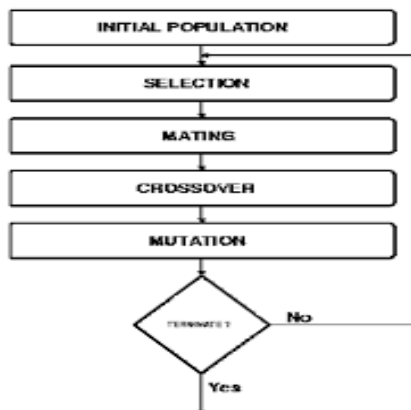 INITIAL POPULATION
SELECTION
MATING
CROSSOVER
MUTATION
TERMINATE ?
No
Yes